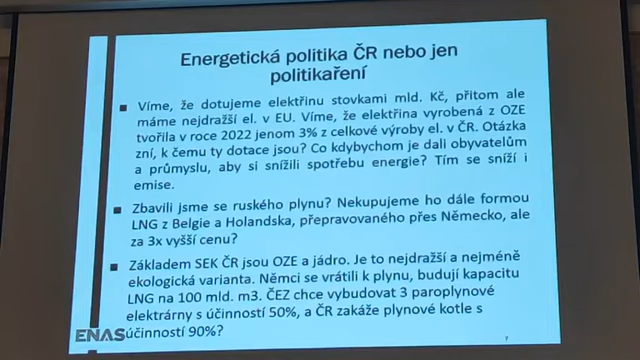 Energetická politika ČR nebo jen
politikaření
▪ Víme, že dotujeme elektřinu stovkami mld. Kč, přitom ale
máme nejdražší el. v EU. Víme, že elektřina vyrobená z OZE
tvořila v roce 2022 jenom 3% z celkové výroby el. v ČR. Otázka
zní, k čemu ty dotace jsou? Co kdybychom je dali obyvatelům
a průmyslu, aby si snížili spotřebu energie? Tím se sníží i
emise.
▪ Zbavili jsme se ruského plynu? Nekupujeme ho dále formou
LNG z Belgie a Holandska, přepravovaného přes Německo, ale
za 3x vyšší cenu?
▪ Základem SEK ČR jsou OZE a jádro. Je to nejdražší a nejméně
ekologická varianta. Němci se vrátili k plynu, budují kapacitu
LNG na 100 mld. m3. ČEZ chce vybudovat 3 paroplynové
elektrárny s účinností 50%, a ČR zakáže plynové kotle s
účinností 90%?
ENAS
7